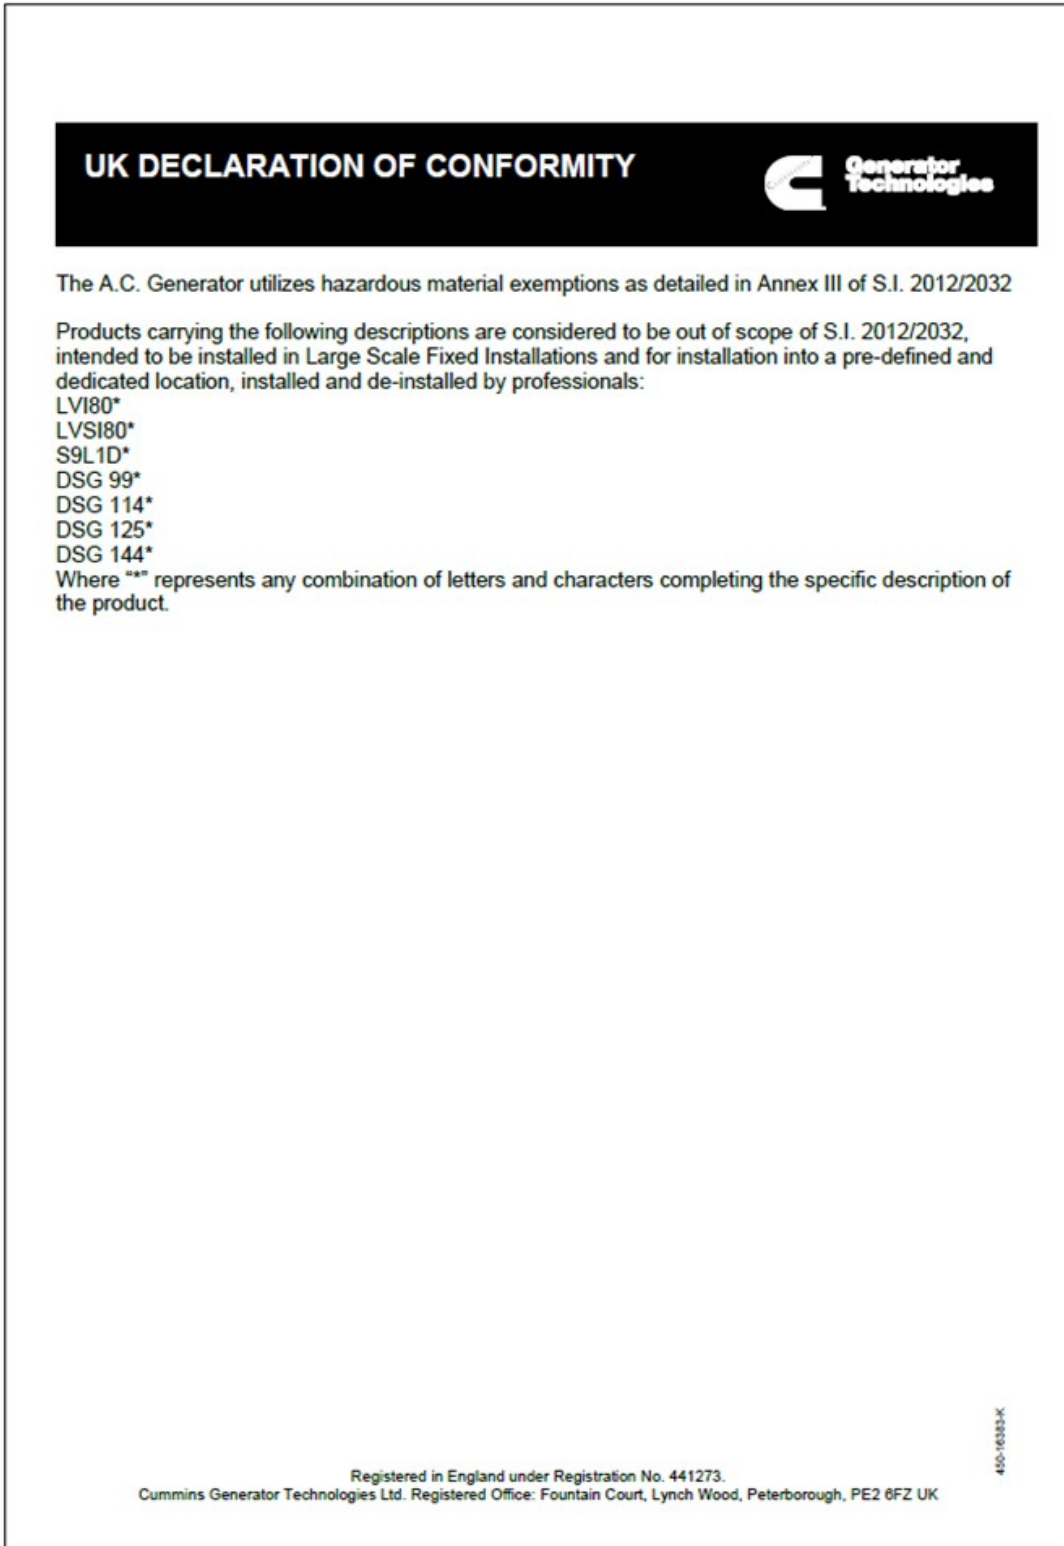 UK DECLARATION OF CONFORMITY
Generator
Technologies
The A.C. Generator utilizes hazardous material exemptions as detailed in Annex III of S.I. 2012/2032
Products carrying the following descriptions are considered to be out of scope of S.I. 2012/2032,
intended to be installed in Large Scale Fixed Installations and for installation into a pre-defined and
dedicated location, installed and de-installed by professionals:
LVI80*
LVSI80*
S9L1D*
DSG 99*
DSG 114*
DSG 125*
DSG 144*
Where “*” represents any combination of letters and characters completing the specific description of
the product.
450-16383-K
Registered in England under Registration No. 441273.
Cummins Generator Technologies Ltd. Registered Office: Fountain Court, Lynch Wood, Peterborough, PE2 6FZ UK